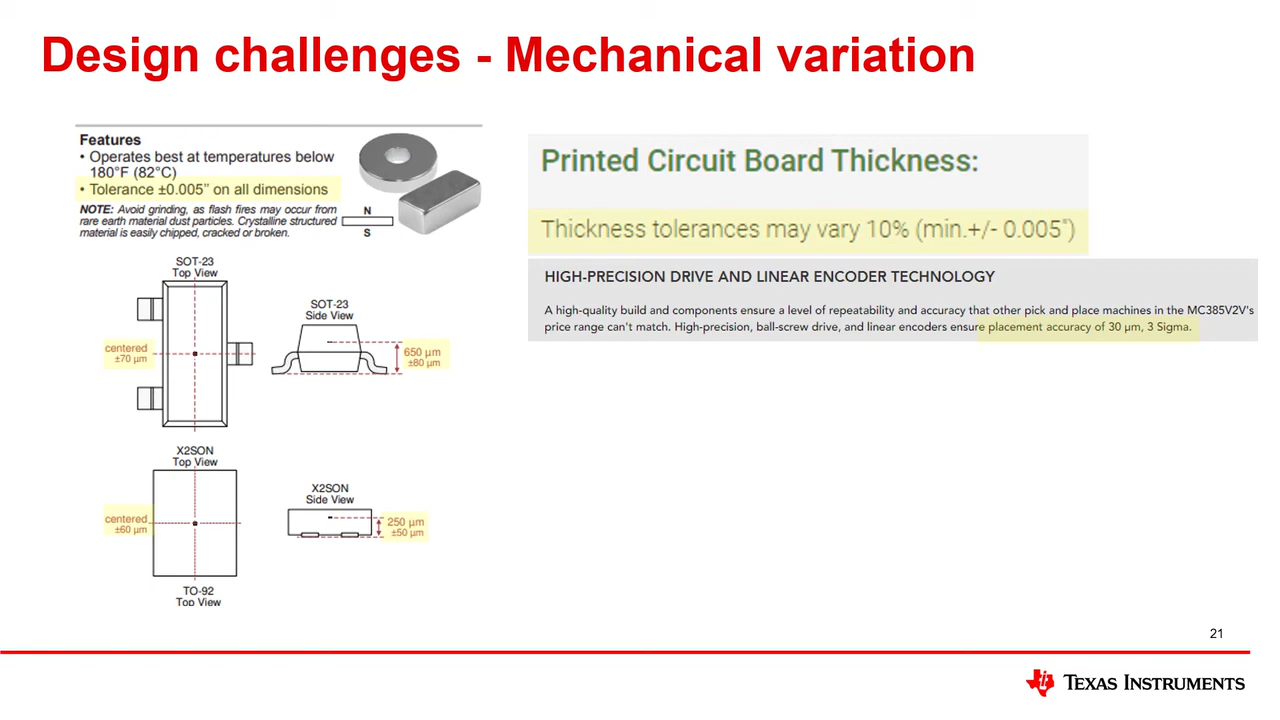 Design challenges - Mechanical variation
Features
• Operates best at temperatures below
180°F (82°C)
• Tolerance ±0.005" on all dimensions
NOTE: Avoid grinding, as flash fires may occur from
rare earth material dust particles. Crystalline structured
material is easily chipped, cracked or broken.
N
S
SOT-23
Top View
centered
±70 µm
SOT-23
Side View
650 µm
±80 µm
X2SON
Top View
centered
±60 µm
X2SON
Side View
250 µm
±50 µm
TO-92
Top View
Printed Circuit Board Thickness:
Thickness tolerances may vary 10% (min.+/- 0.005")
HIGH-PRECISION DRIVE AND LINEAR ENCODER TECHNOLOGY
A high-quality build and components ensure a level of repeatability and accuracy that other pick and place machines in the MC385V2V's
price range can't match. High-precision, ball-screw drive, and linear encoders ensure placement accuracy of 30 µm, 3 Sigma.
21
TEXAS INSTRUMENTS